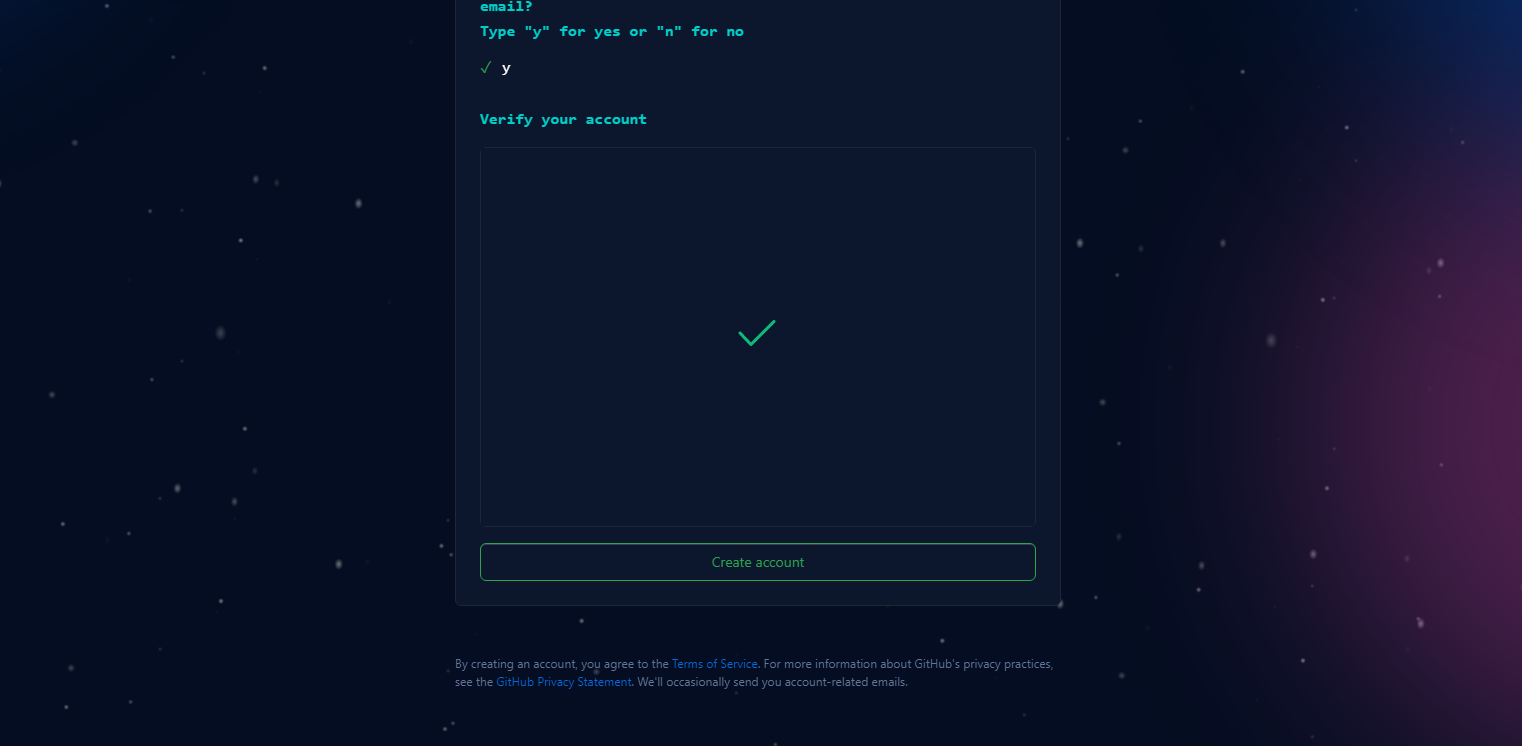 email?
Type "y" for yes or "n" for no
✓ y
Verify your account
Create account
By creating an account, you agree to the Terms of Service. For more information about GitHub's privacy practices,
see the GitHub Privacy Statement. We'll occasionally send you account-related emails.